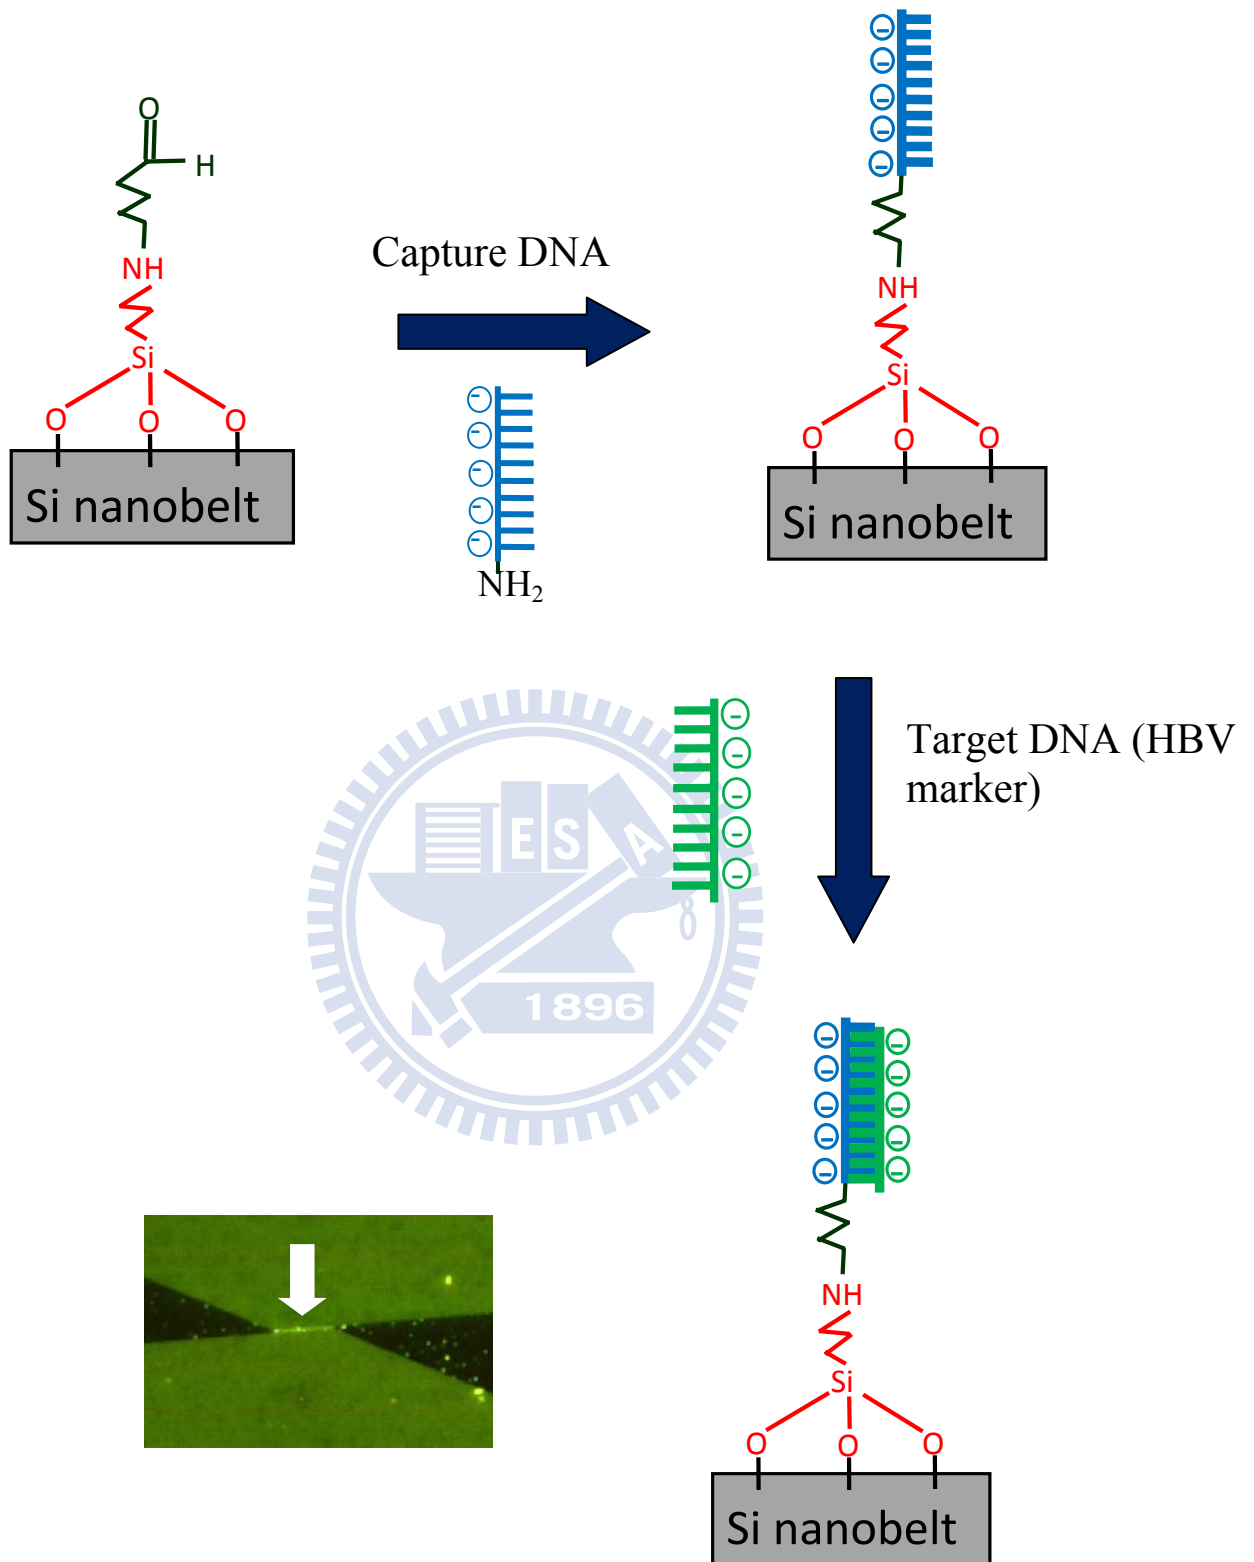 O
H
NH
Si
O O O
Si nanobelt
Capture DNA
NH2
NH
Si
O O O
Si nanobelt
Target DNA (HBV
marker)
E S A
1896
NH
Si
O O O
Si nanobelt